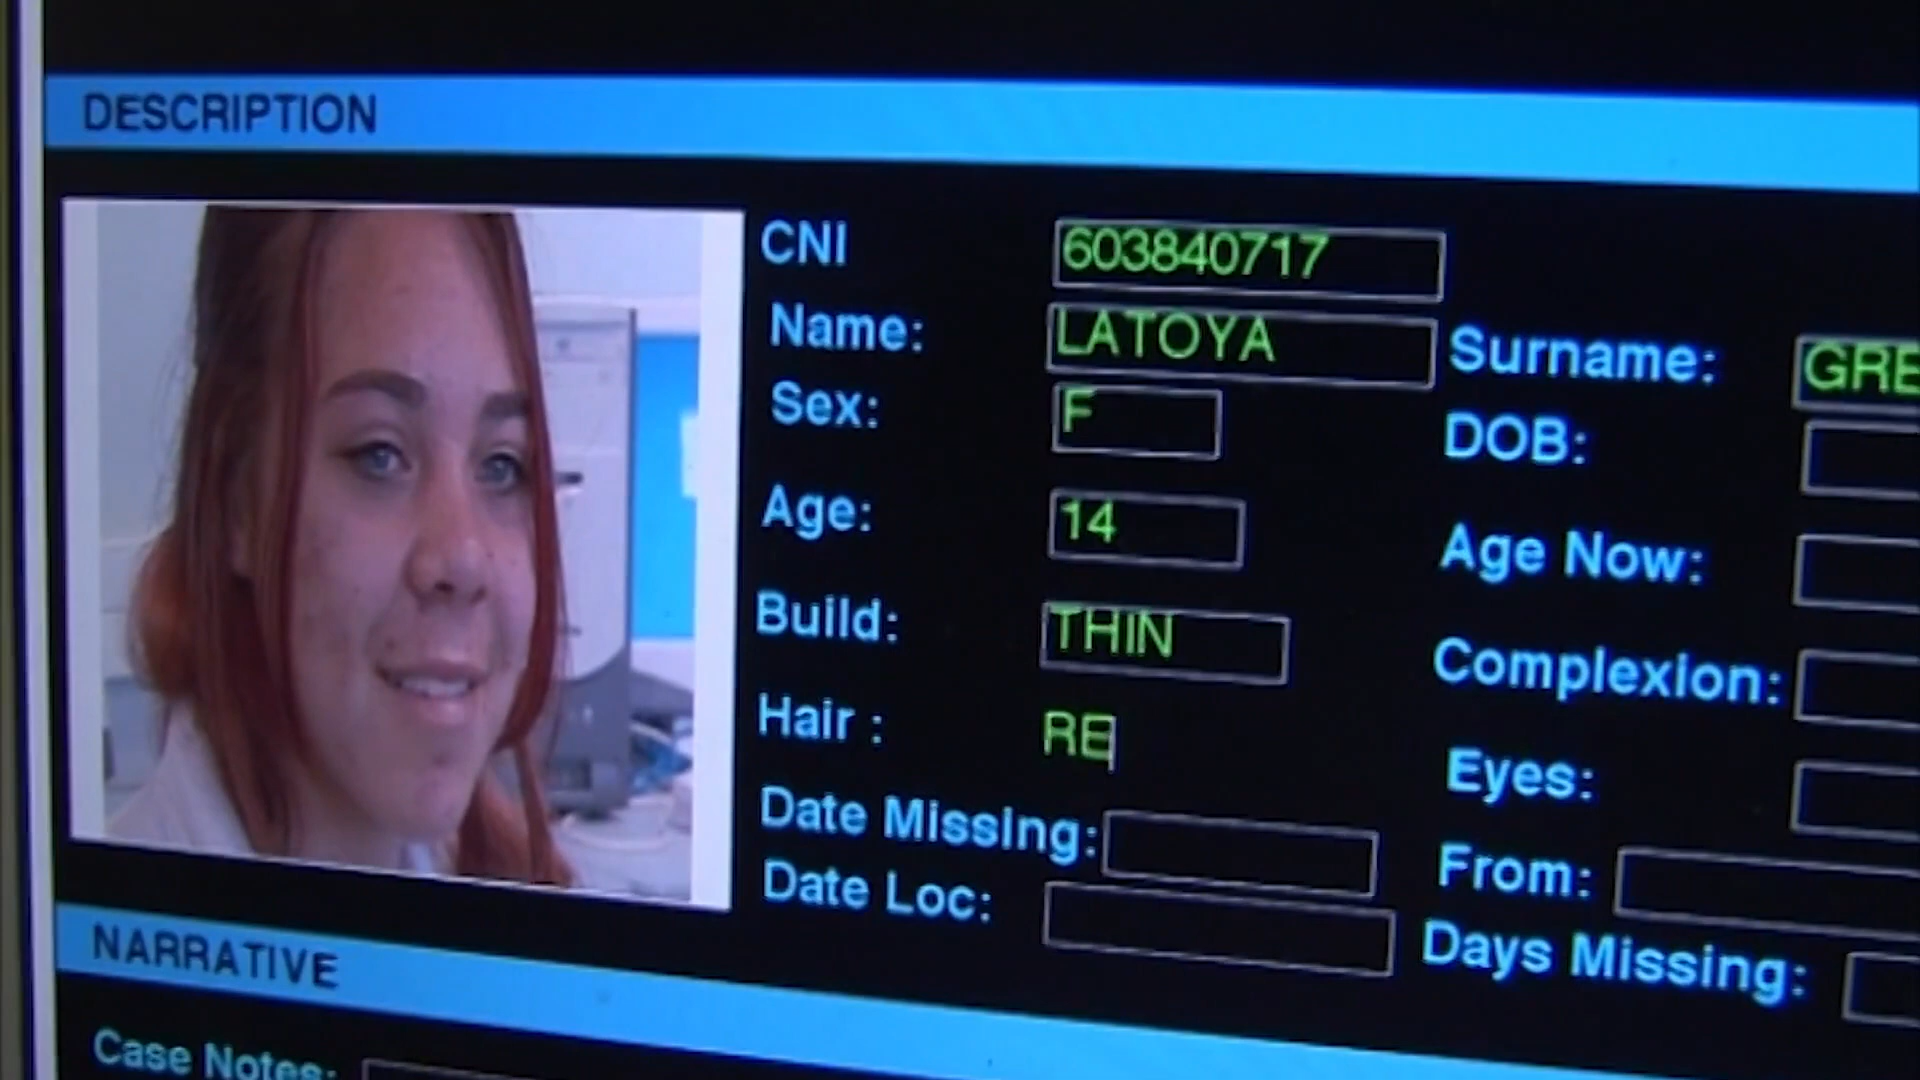 DESCRIPTION
CNI 603840717
Name: LATOYA Surname: GRE
Sex: F DOB:
Age: 14 Age Now:
Build: THIN Complexion:
Hair : RE Eyes:
Date Missing: From:
Date Loc: Days Missing:
NARRATIVE
Case Notes: